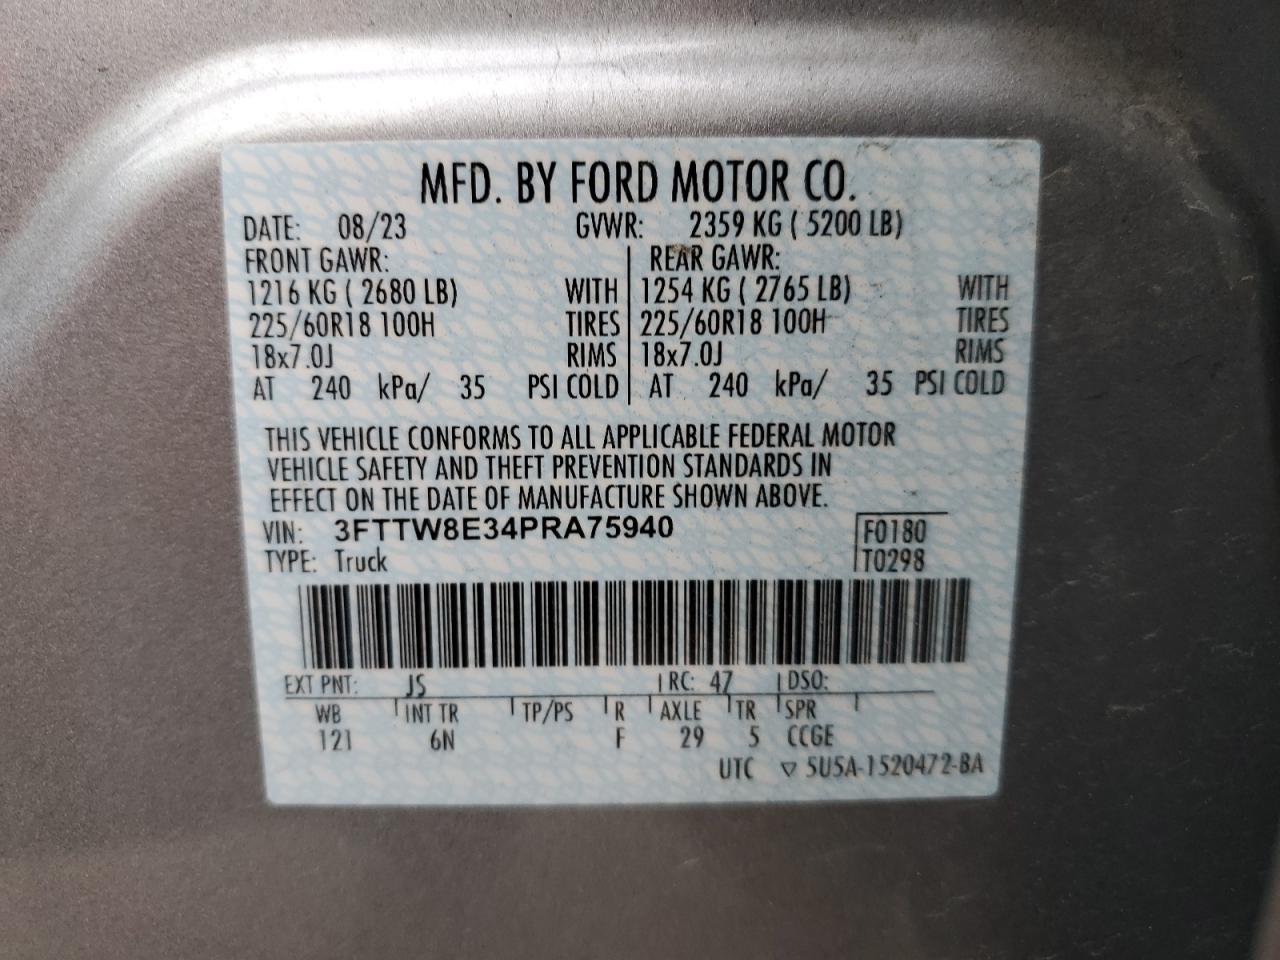 MFD. BY FORD MOTOR CO.
DATE: 08/23 GVWR: 2359 KG ( 5200 LB)
FRONT GAWR: REAR GAWR:
1216 KG ( 2680 LB) WITH 1254 KG ( 2765 LB) WITH
225/60R18 100H TIRES 225/60R18 100H TIRES
18x7.0J RIMS 18x7.0J RIMS
AT 240 kPa/ 35 PSI COLD AT 240 kPa/ 35 PSI COLD
THIS VEHICLE CONFORMS TO ALL APPLICABLE FEDERAL MOTOR
VEHICLE SAFETY AND THEFT PREVENTION STANDARDS IN
EFFECT ON THE DATE OF MANUFACTURE SHOWN ABOVE.
VIN: 3FTTW8E34PRA75940 F0180
TYPE: Truck T0298
EXT PNT: JS RC: 47 DSO:
WB INT TR TP/PS R AXLE TR SPR
121 6N F 29 5 CCGE
UTC ▽ 5U5A-1520472-BA